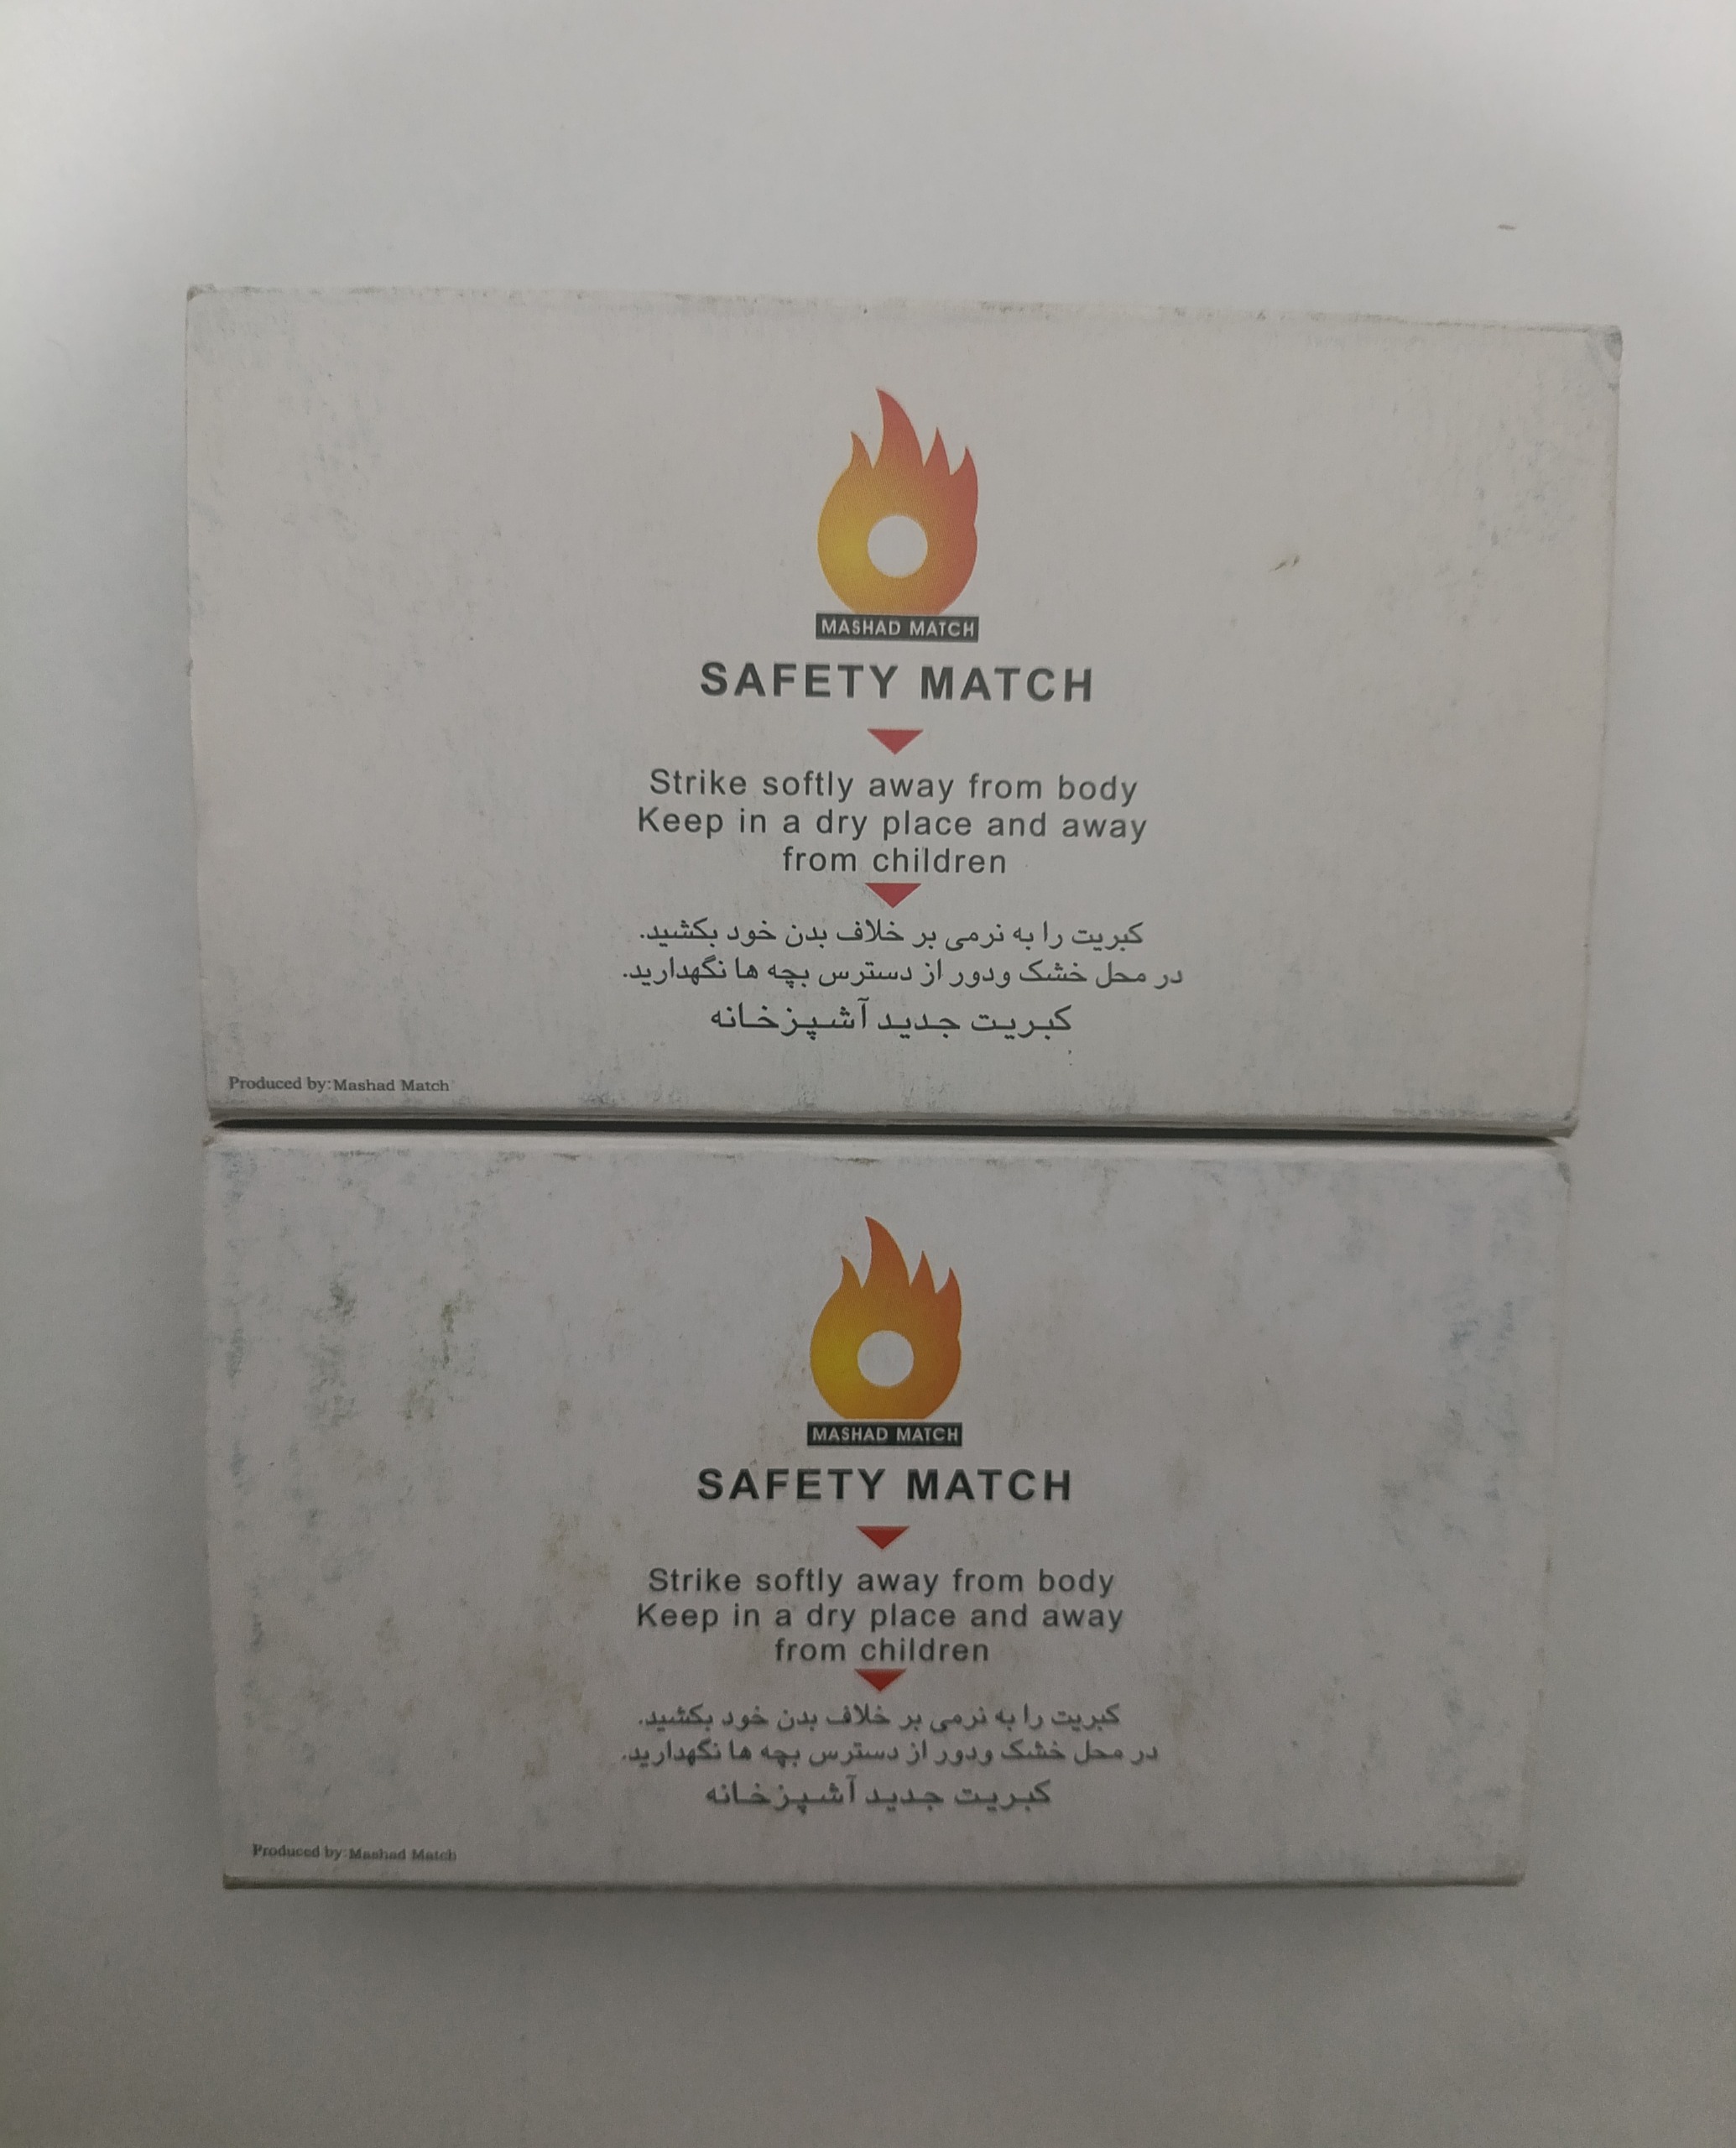 MASHAD MATCH
SAFETY MATCH
Strike softly away from body
Keep in a dry place and away
from children
کبریت را به نرمی بر خلاف بدن خود بکشید.
در محل خشک ودور از دسترس بچه ها نگهدارید.
کبریت جدید آشپزخانه
Produced by:Mashad Match
MASHAD MATCH
SAFETY MATCH
Strike softly away from body
Keep in a dry place and away
from children
کبریت را به نرمی بر خلاف بدن خود بکشید.
در محل خشک ودور از دسترس بچه ها نگهدارید.
کبریت جدید آشپزخانه
Produced by:Mashad Match